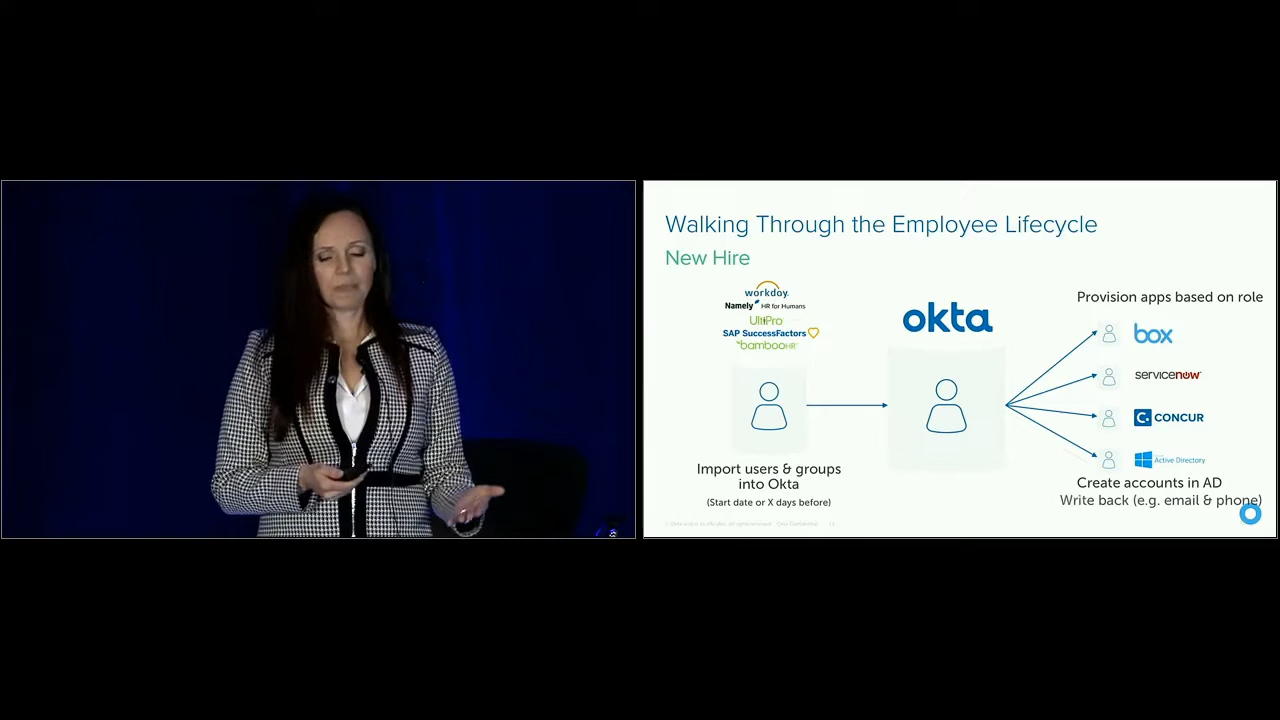 Walking Through the Employee Lifecycle
New Hire
workday.
Namely HR for Humans
UltiPro
SAP SuccessFactors
bambooHR
okta
Provision apps based on role
box
servicenow
C. CONCUR
Active Directory
Import users & groups
into Okta
(Start date or X days before)
Create accounts in AD
Write back (e.g. email & phone)